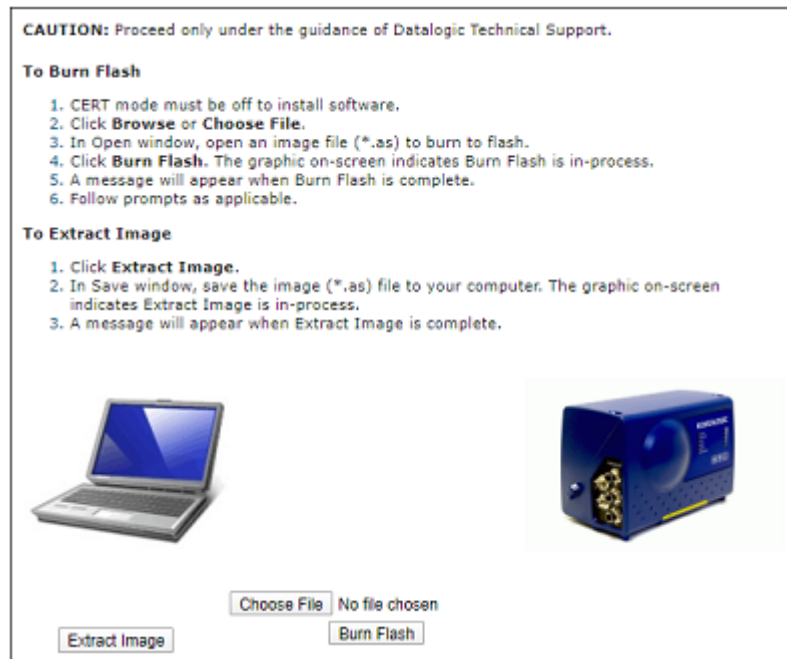 CAUTION: Proceed only under the guidance of Datalogic Technical Support.
To Burn Flash
1. CERT mode must be off to install software.
2. Click Browse or Choose File.
3. In Open window, open an image file (*.as) to burn to flash.
4. Click Burn Flash. The graphic on-screen indicates Burn Flash is in-process.
5. A message will appear when Burn Flash is complete.
6. Follow prompts as applicable.
To Extract Image
1. Click Extract Image.
2. In Save window, save the image (*.as) file to your computer. The graphic on-screen
indicates Extract Image is in-process.
3. A message will appear when Extract Image is complete.
Choose File No file chosen
Extract Image Burn Flash